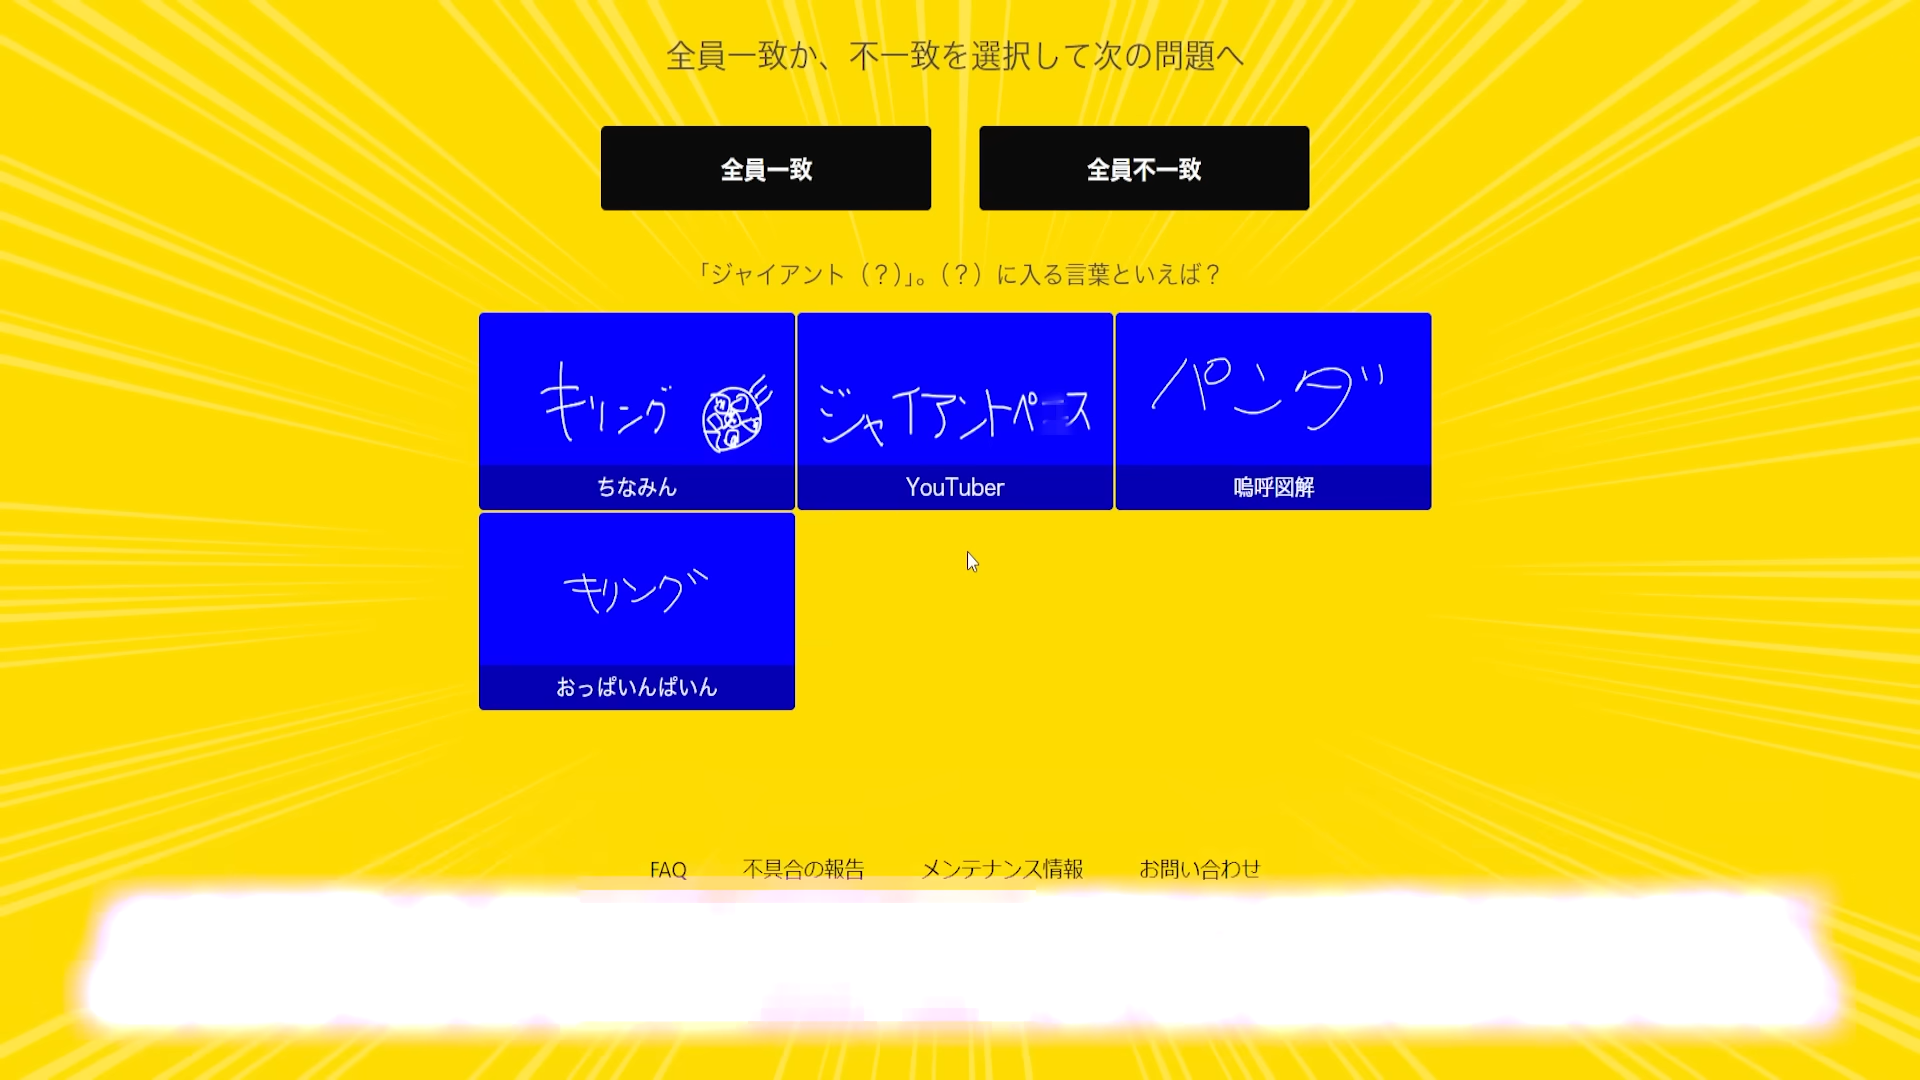 全員一致か、不一致を選択して次の問題へ
全員一致
全員不一致
「ジャイアント（？）」。（？）に入る言葉といえば？
キリング
ジャイアントペ
ス
パンダ
ちなみん
YouTuber
嗚呼図解
キリング
おっぱいんぱいん
FAQ
不具合の報告
メンテナンス情報
お問い合わせ